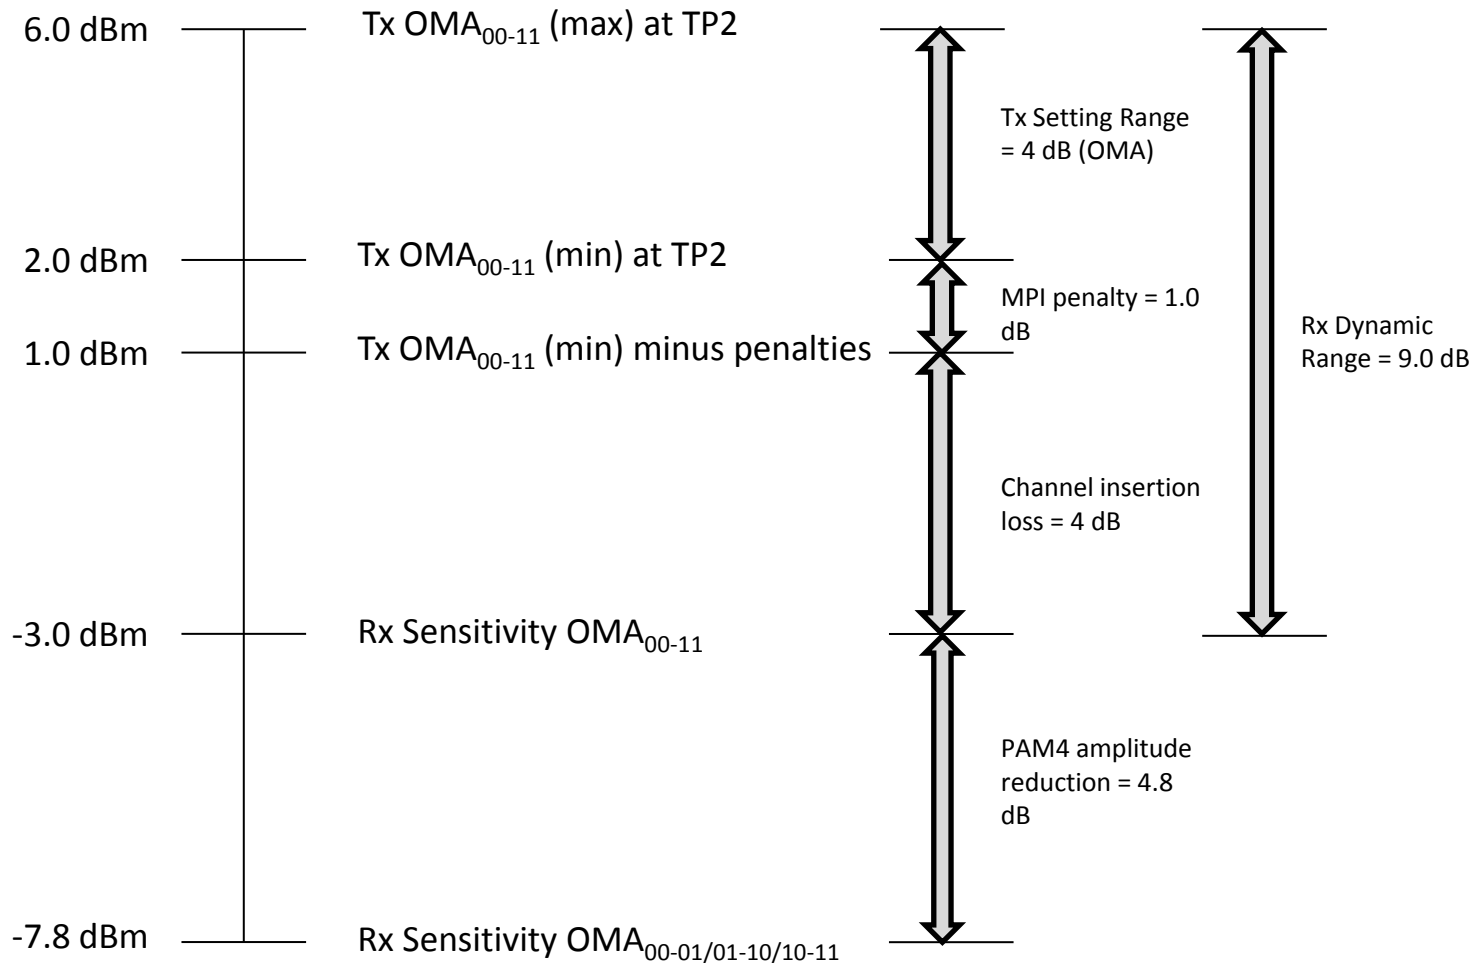 6.0 dBm
Tx OMA00-11 (max) at TP2
Tx Setting Range
= 4 dB (OMA)
2.0 dBm
Tx OMA00-11 (min) at TP2
MPI penalty = 1.0
dB
Rx Dynamic
Range = 9.0 dB
1.0 dBm
Tx OMA00-11 (min) minus penalties
Channel insertion
loss = 4 dB
-3.0 dBm
Rx Sensitivity OMA00-11
PAM4 amplitude
reduction = 4.8
dB
-7.8 dBm
Rx Sensitivity OMA00-01/01-10/10-11